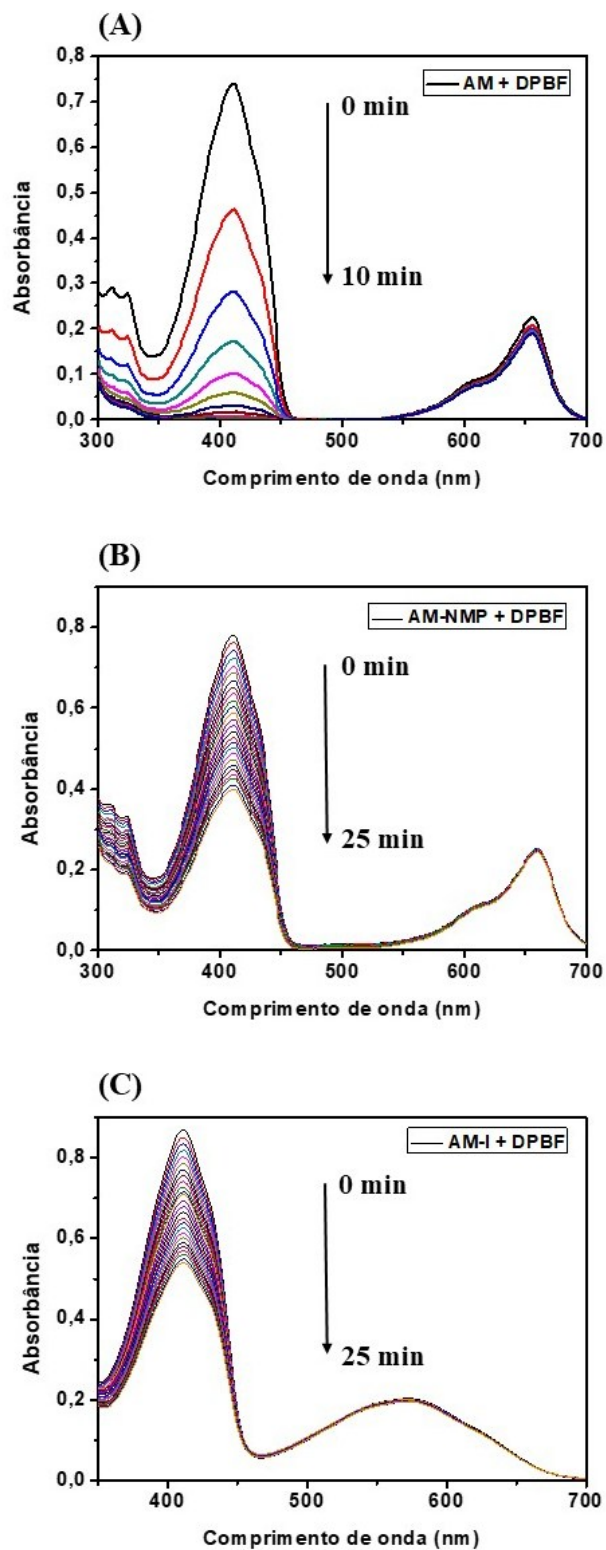 (A)
AM + DPBF
0 min
10 min
0,8
0,7
0,6
0,5
0,4
0,3
0,2
0,1
0,0
Absorbância
300 400 500 600 700
Comprimento de onda (nm)
(B)
AM-NMP + DPBF
0 min
25 min
0,8
0,6
0,4
0,2
0,0
Absorbância
300 400 500 600 700
Comprimento de onda (nm)
(C)
AM-I + DPBF
0 min
25 min
0,8
0,6
0,4
0,2
0,0
Absorbância
400 500 600 700
Comprimento de onda (nm)